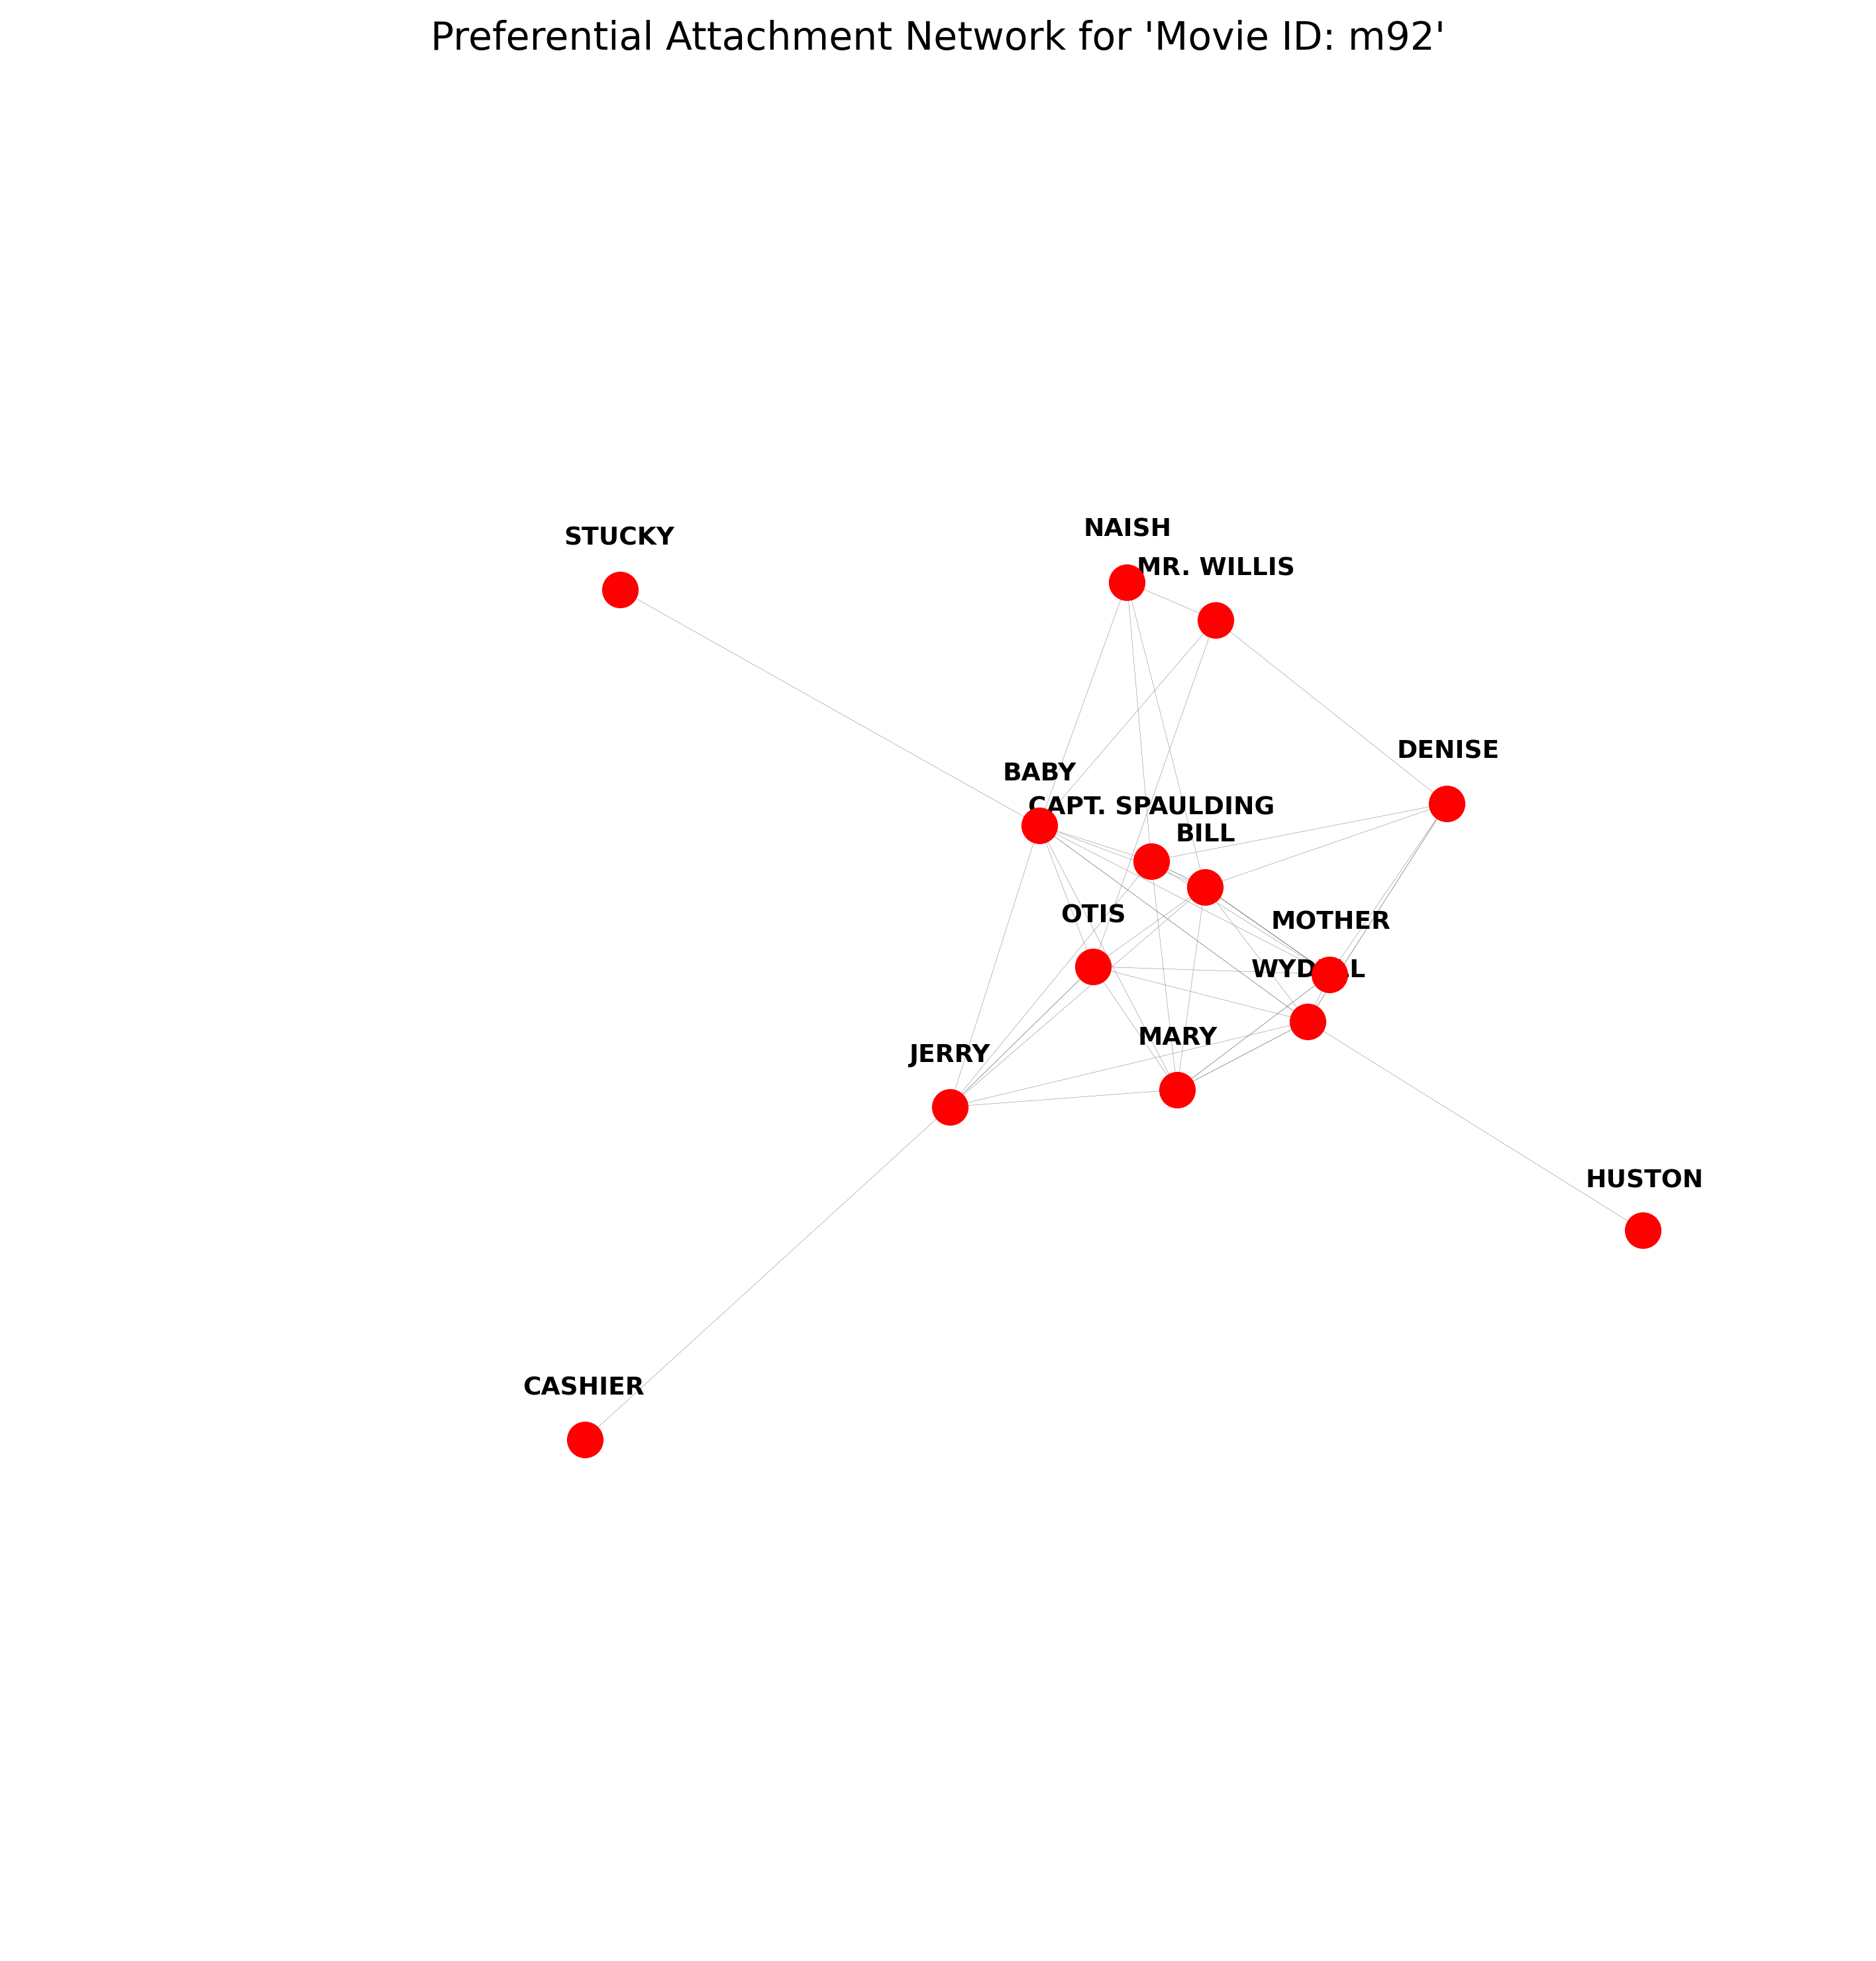 Preferential Attachment Network for 'Movie ID: m92'
NAISH
STUCKY
MR. WILLIS
DENISE
BABY
CAPT. SPAULDING
BILL
OTIS
MOTHER
MARY
JERRY
HUSTON
CASHIER